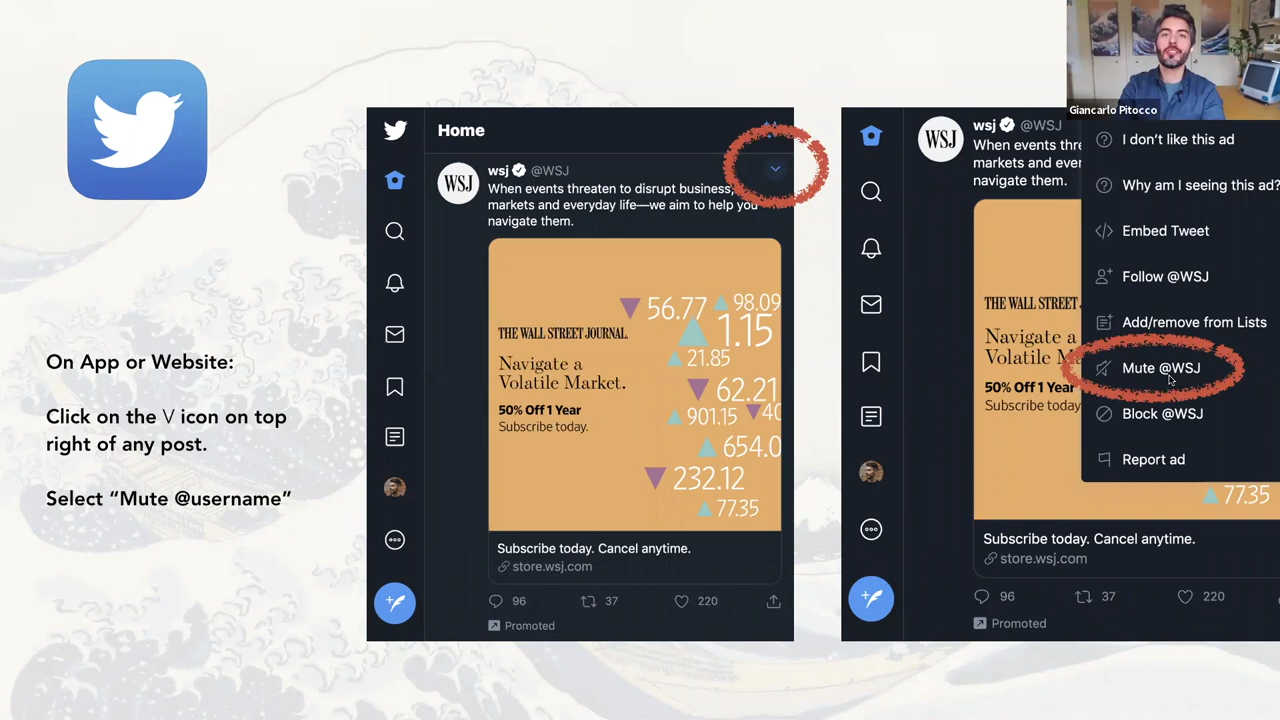 On App or Website:
Click on the V icon on top
right of any post.
Select “Mute @username”
Home
wsj @WSJ
WSJ
When events threaten to disrupt business,
markets and everyday life—we aim to help you
navigate them.
THE WALL STREET JOURNAL.
Navigate a
Volatile Market.
50% Off 1 Year
Subscribe today.
56.77
98.09
1.15
21.85
62.21
901.15
40
654.0
232.12
77.35
Subscribe today. Cancel anytime.
store.wsj.com
96
37
220
Promoted
Giancarlo Pitocco
wsj @WSJ
WSJ
When events thre
markets and ever
navigate them.
THE WALL STREET
Navigate a
Volatile M
50% Off 1 Year
Subscribe today
I don’t like this ad
Why am I seeing this ad?
Embed Tweet
Follow @WSJ
Add/remove from Lists
Mute @WSJ
Block @WSJ
Report ad
77.35
Subscribe today. Cancel anytime.
store.wsj.com
96
37
220
Promoted